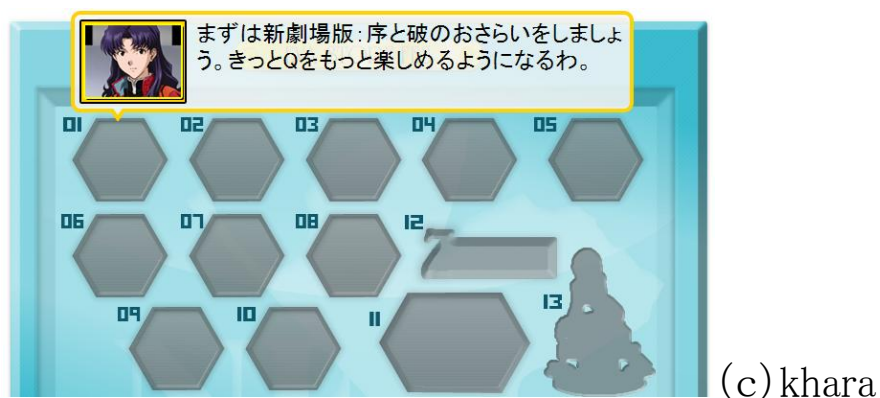 まずは新劇場版:序と破のおさらいをしましょ
う。きっとQをもっと楽しめるようになるわ。
01 02 03 04 05
06 07 08 12
09 10 11 13
(c)khara